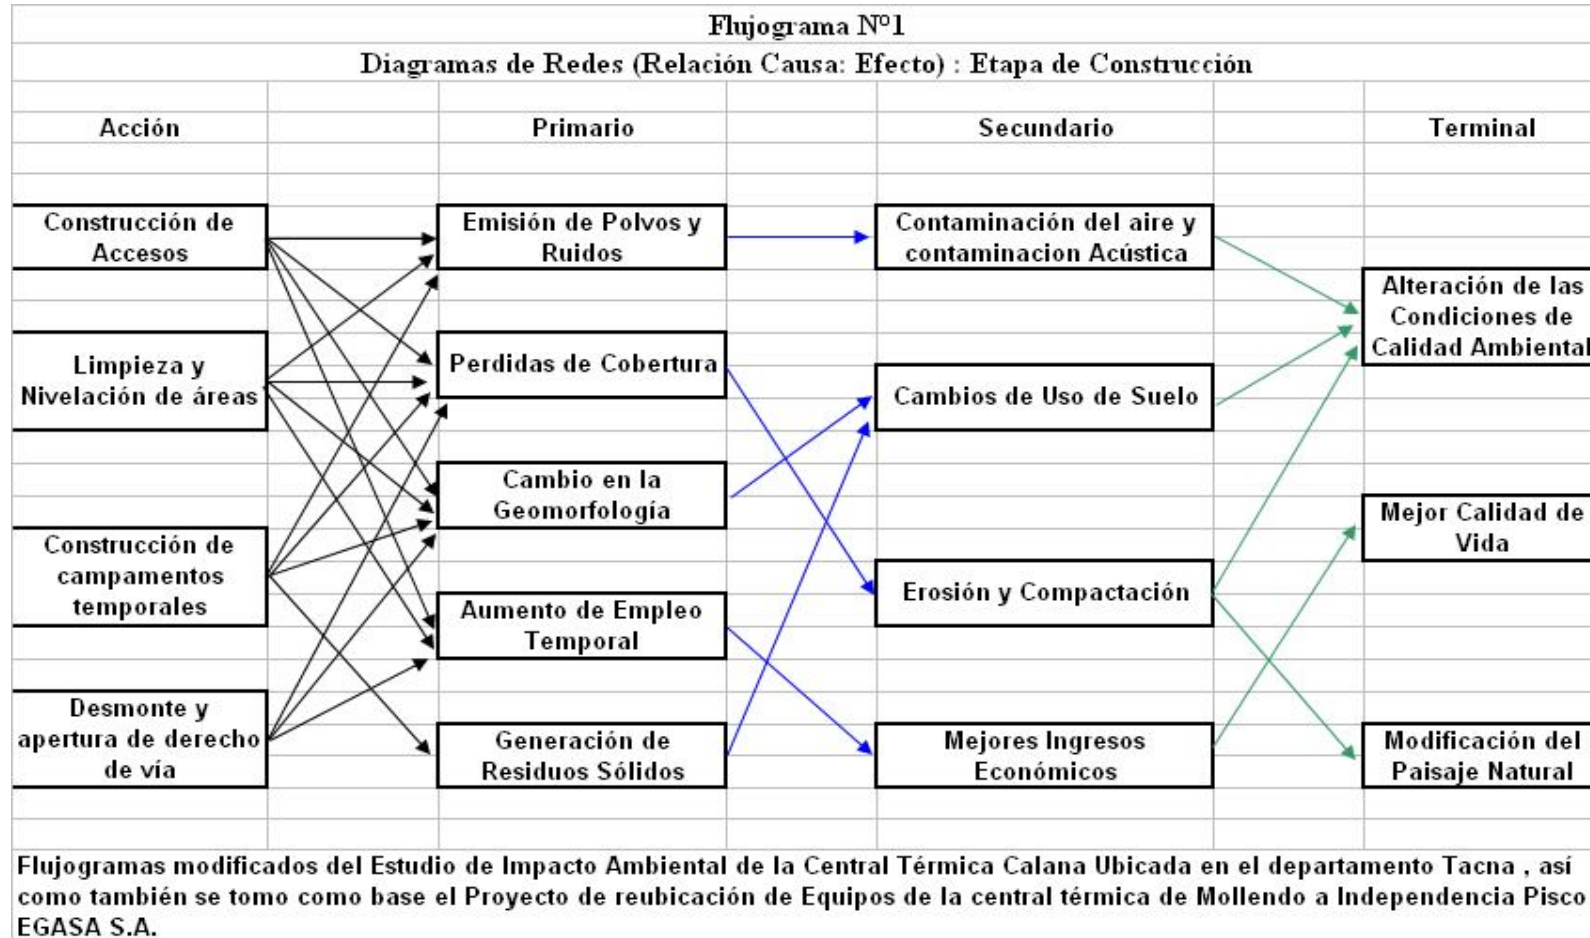 Flujograma Nº1
Diagramas de Redes (Relación Causa: Efecto) : Etapa de Construcción
Acción
Primario
Secundario
Terminal
Construcción de
Accesos
Emisión de Polvos y
Ruidos
Contaminación del aire y
contaminacion Acústica
Alteración de las
Condiciones de
Calidad Ambiental
Limpieza y
Nivelación de áreas
Perdidas de Cobertura
Cambios de Uso de Suelo
Cambio en la
Geomorfología
Mejor Calidad de
Vida
Construcción de
campamentos
temporales
Aumento de Empleo
Temporal
Erosión y Compactación
Desmonte y
apertura de derecho
de vía
Generación de
Residuos Sólidos
Mejores Ingresos
Económicos
Modificación del
Paisaje Natural
Flujogramas modificados del Estudio de Impacto Ambiental de la Central Térmica Calana Ubicada en el departamento Tacna , así
como también se tomo como base el Proyecto de reubicación de Equipos de la central térmica de Mollendo a Independencia Pisco
EGASA S.A.